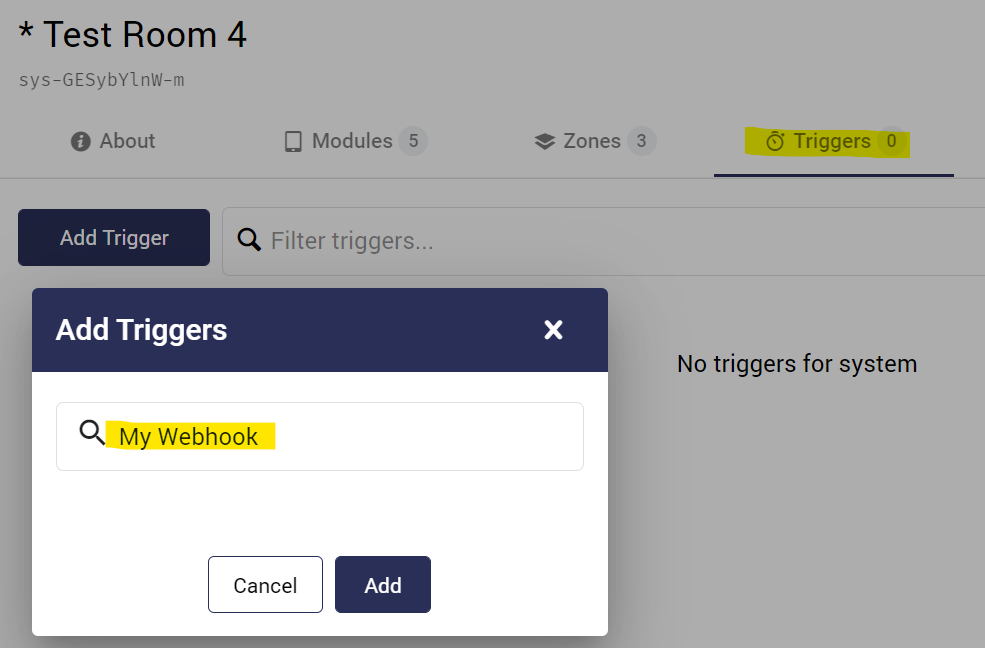 * Test Room 4
sys-GESybYlnW-m
About
Modules 5
Zones 3
Triggers 0
Add Trigger
Filter triggers...
Add Triggers
No triggers for system
My Webhook
Cancel
Add